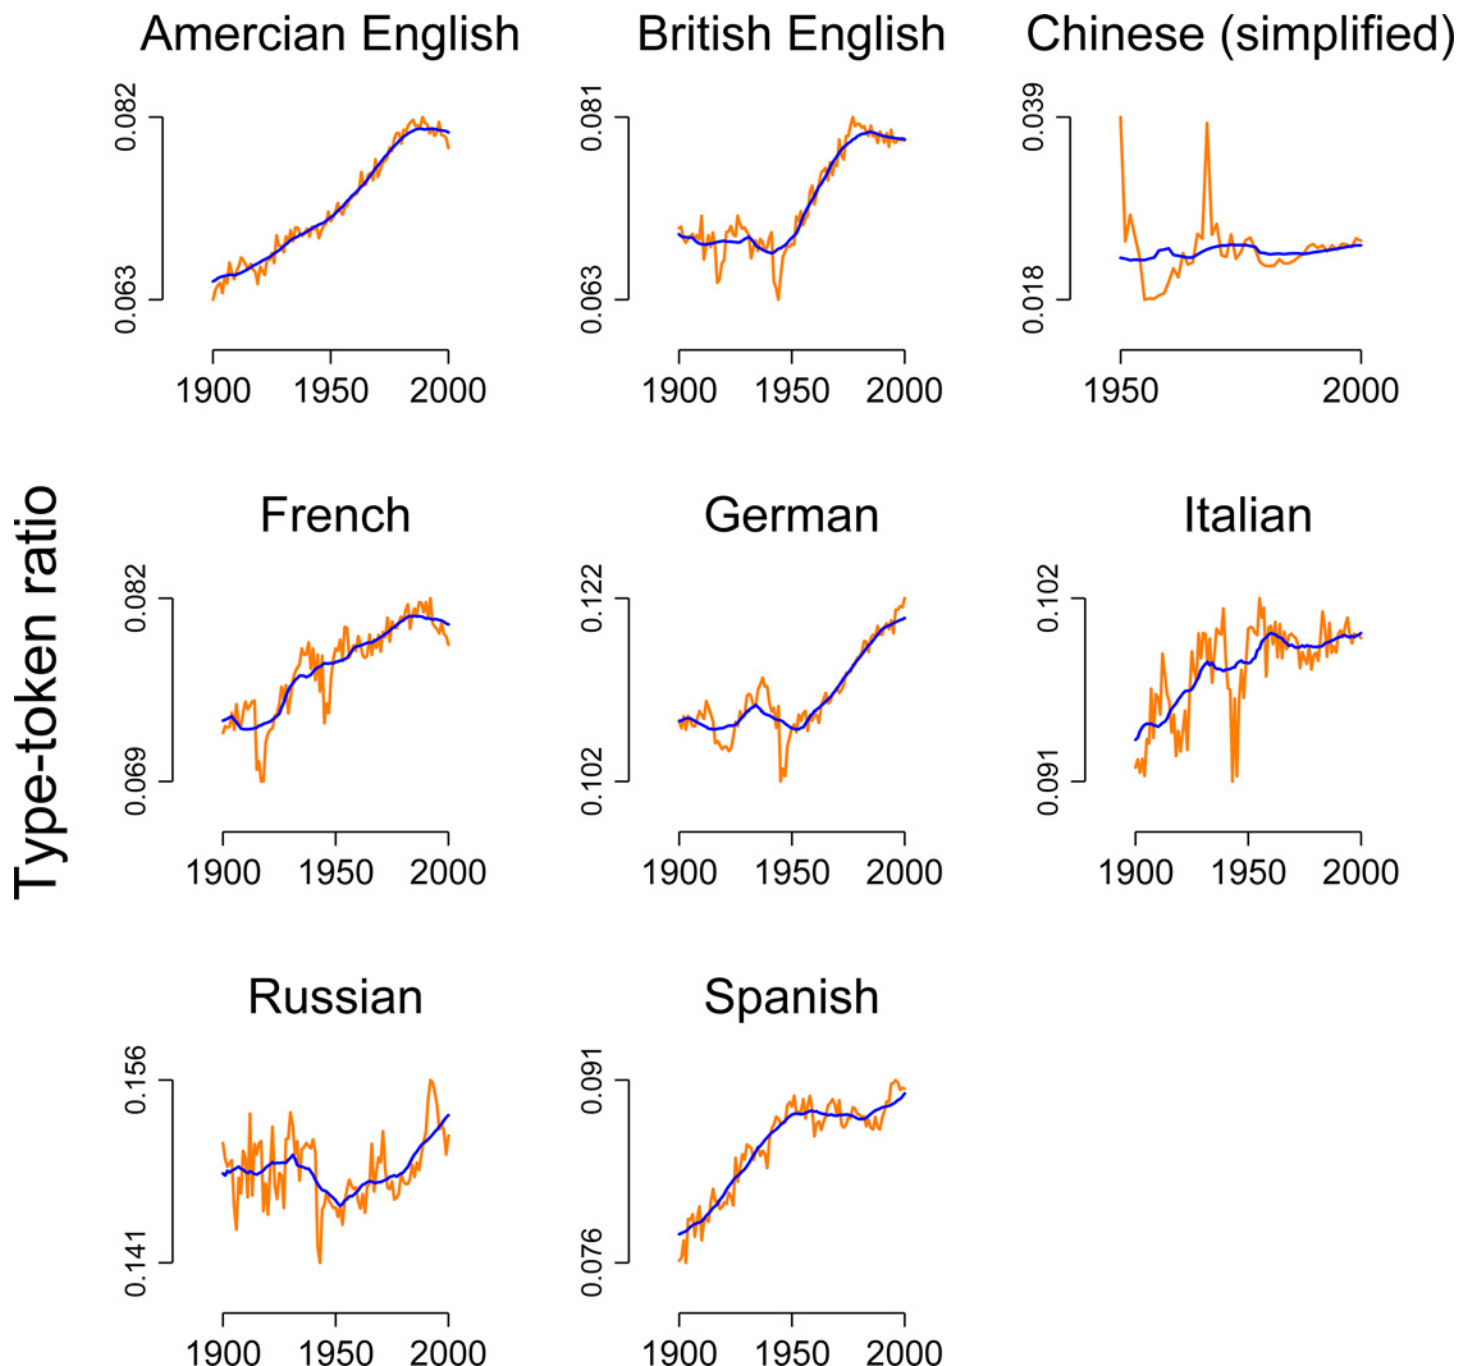 Amercian English
British English
Chinese (simplified)
0.082
0.063
1900 1950 2000
0.081
0.063
1900 1950 2000
0.039
0.018
1950 2000
Type-token ratio
French
German
Italian
0.082
0.069
1900 1950 2000
0.122
0.102
1900 1950 2000
0.102
0.091
1900 1950 2000
Russian
Spanish
0.156
0.141
1900 1950 2000
0.091
0.076
1900 1950 2000